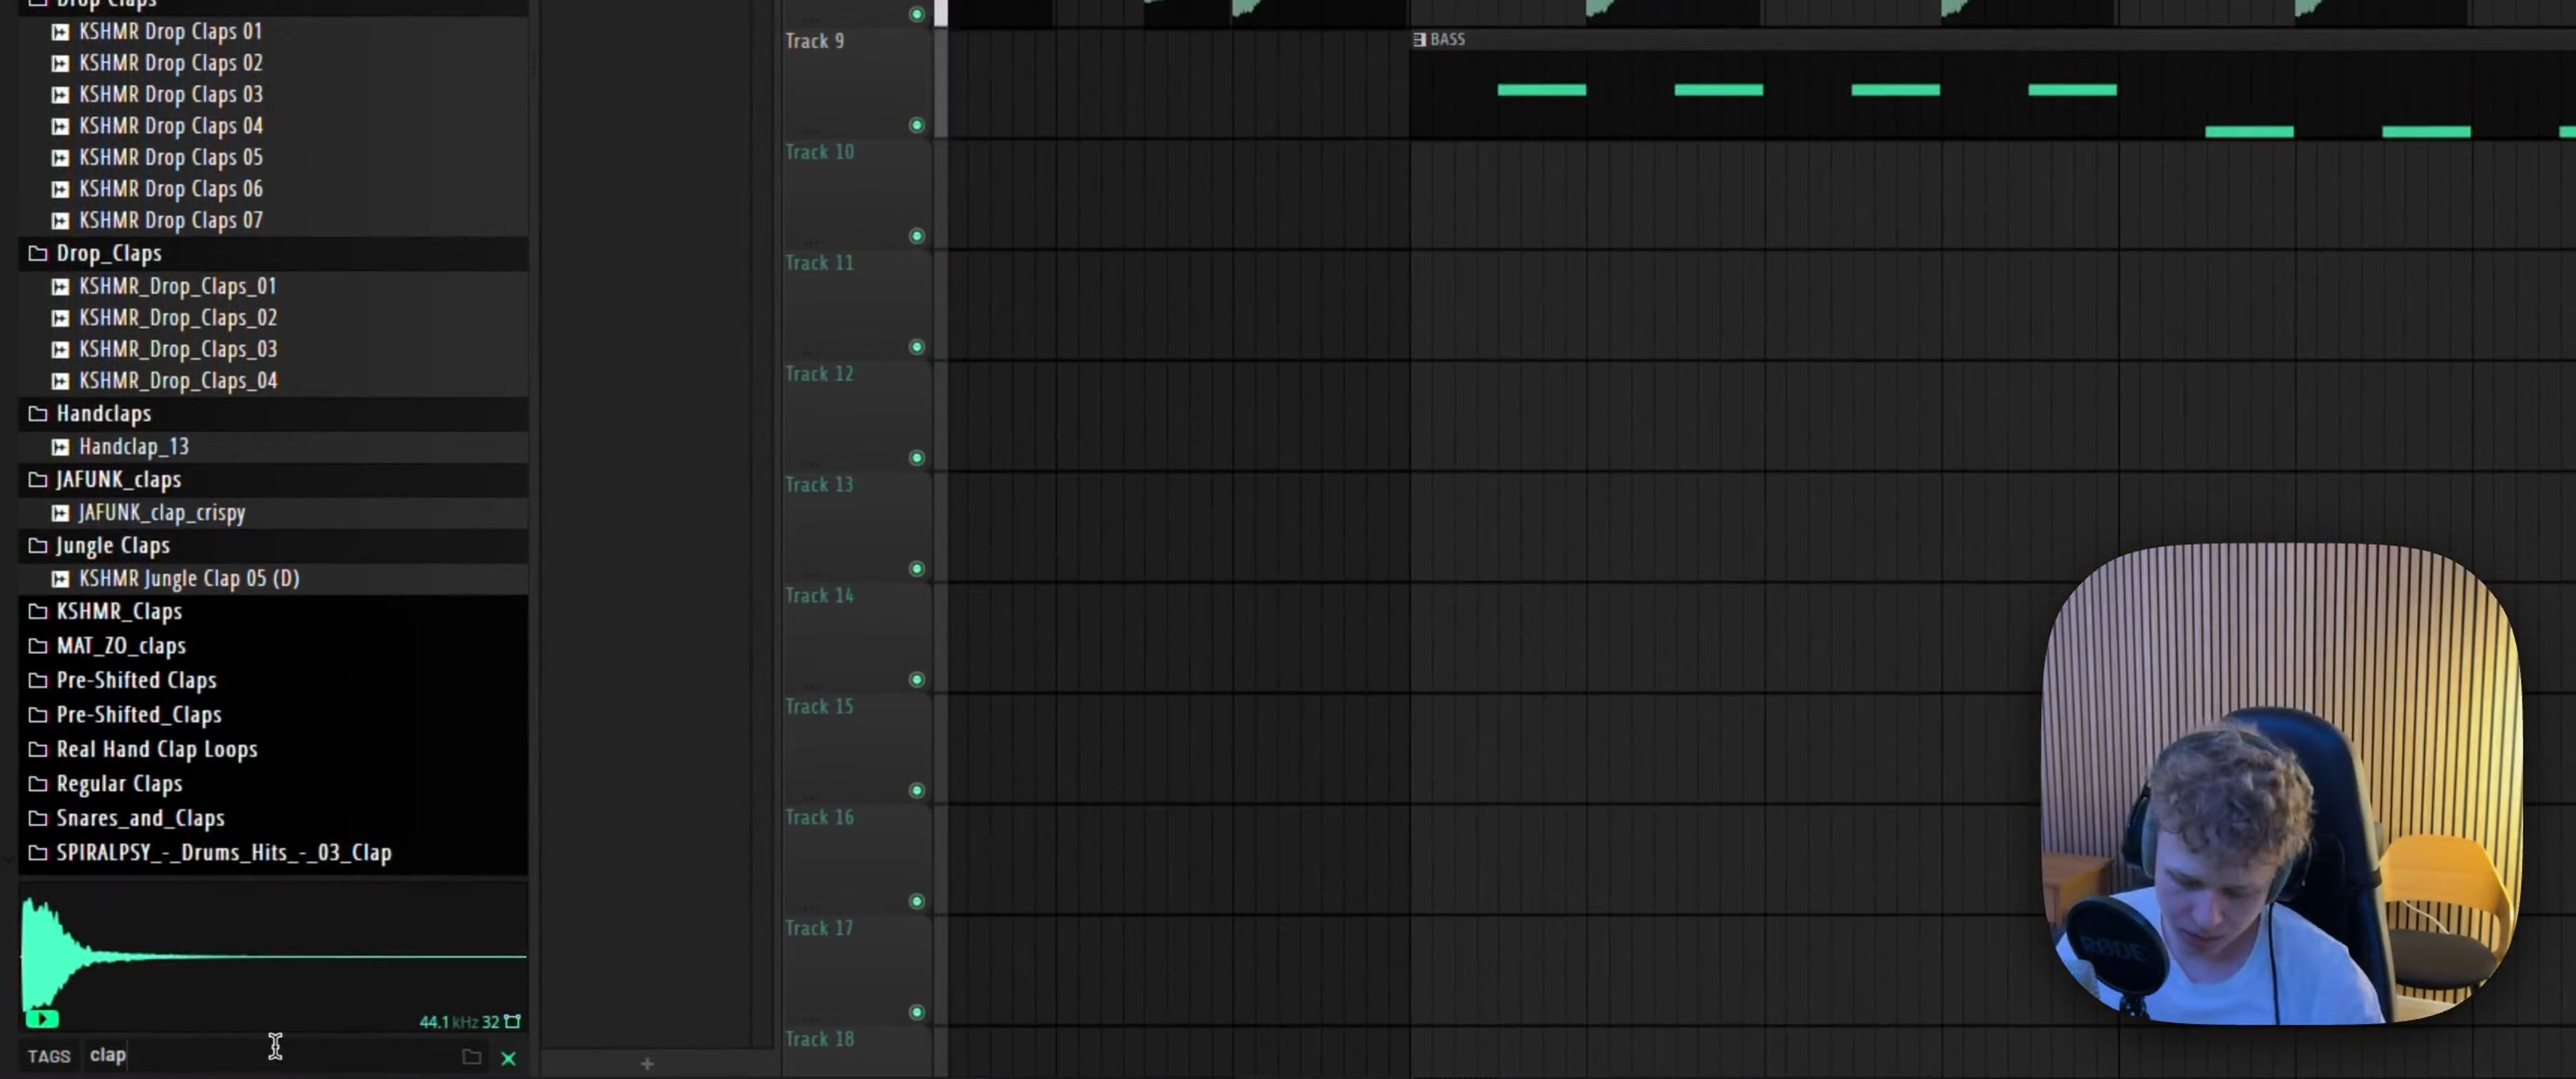 Drop Claps
KSHMR Drop Claps 01
KSHMR Drop Claps 02
KSHMR Drop Claps 03
KSHMR Drop Claps 04
KSHMR Drop Claps 05
KSHMR Drop Claps 06
KSHMR Drop Claps 07
Drop_Claps
KSHMR_Drop_Claps_01
KSHMR_Drop_Claps_02
KSHMR_Drop_Claps_03
KSHMR_Drop_Claps_04
Handclaps
Handclap_13
JAFUNK_claps
JAFUNK_clap_crispy
Jungle Claps
KSHMR Jungle Clap 05 (D)
KSHMR_Claps
MAT_ZO_claps
Pre-Shifted Claps
Pre-Shifted_Claps
Real Hand Clap Loops
Regular Claps
Snares_and_Claps
SPIRALPSY_-_Drums_Hits_-_03_Clap
44.1 kHz 32
TAGS clap
Track 9
Track 10
Track 11
Track 12
Track 13
Track 14
Track 15
Track 16
Track 17
Track 18
BASS
RØDE